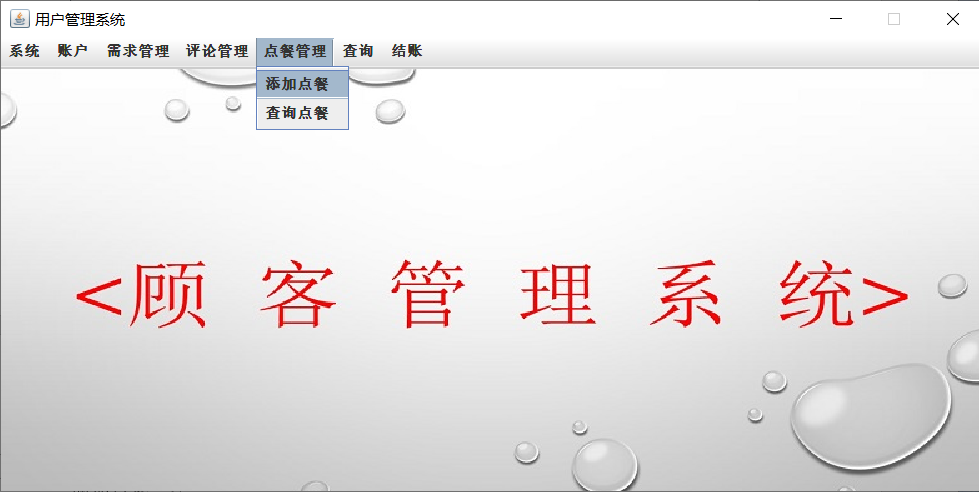 用户管理系统
系统 账户 需求管理 评论管理 点餐管理 查询 结账
添加点餐
查询点餐
<顾 客 管 理 系 统>